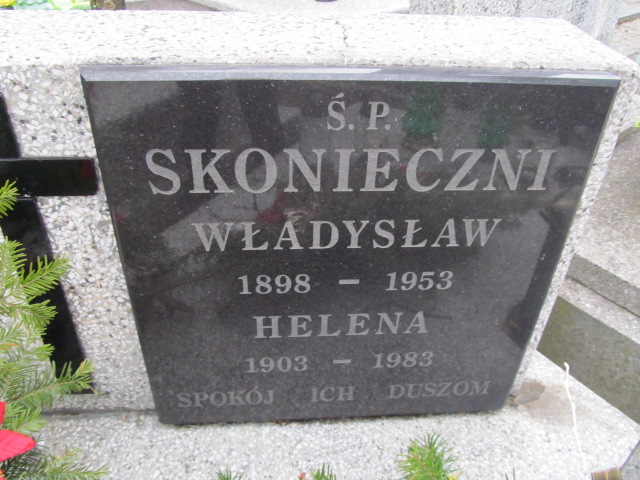 Ś. P.
SKONIECZNI
WŁADYSŁAW
1898 – 1953
HELENA
1903 – 1983
SPOKÓJ ICH DUSZOM